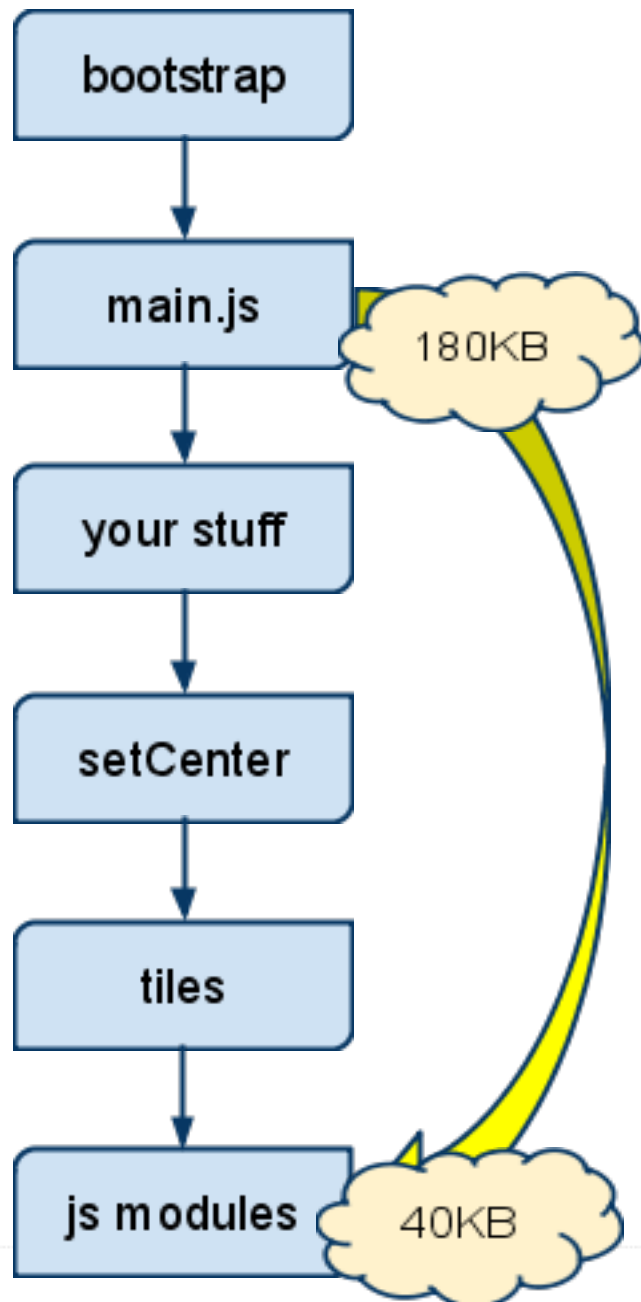 bootstrap
main.js
180KB
your stuff
setCenter
tiles
js modules
40KB